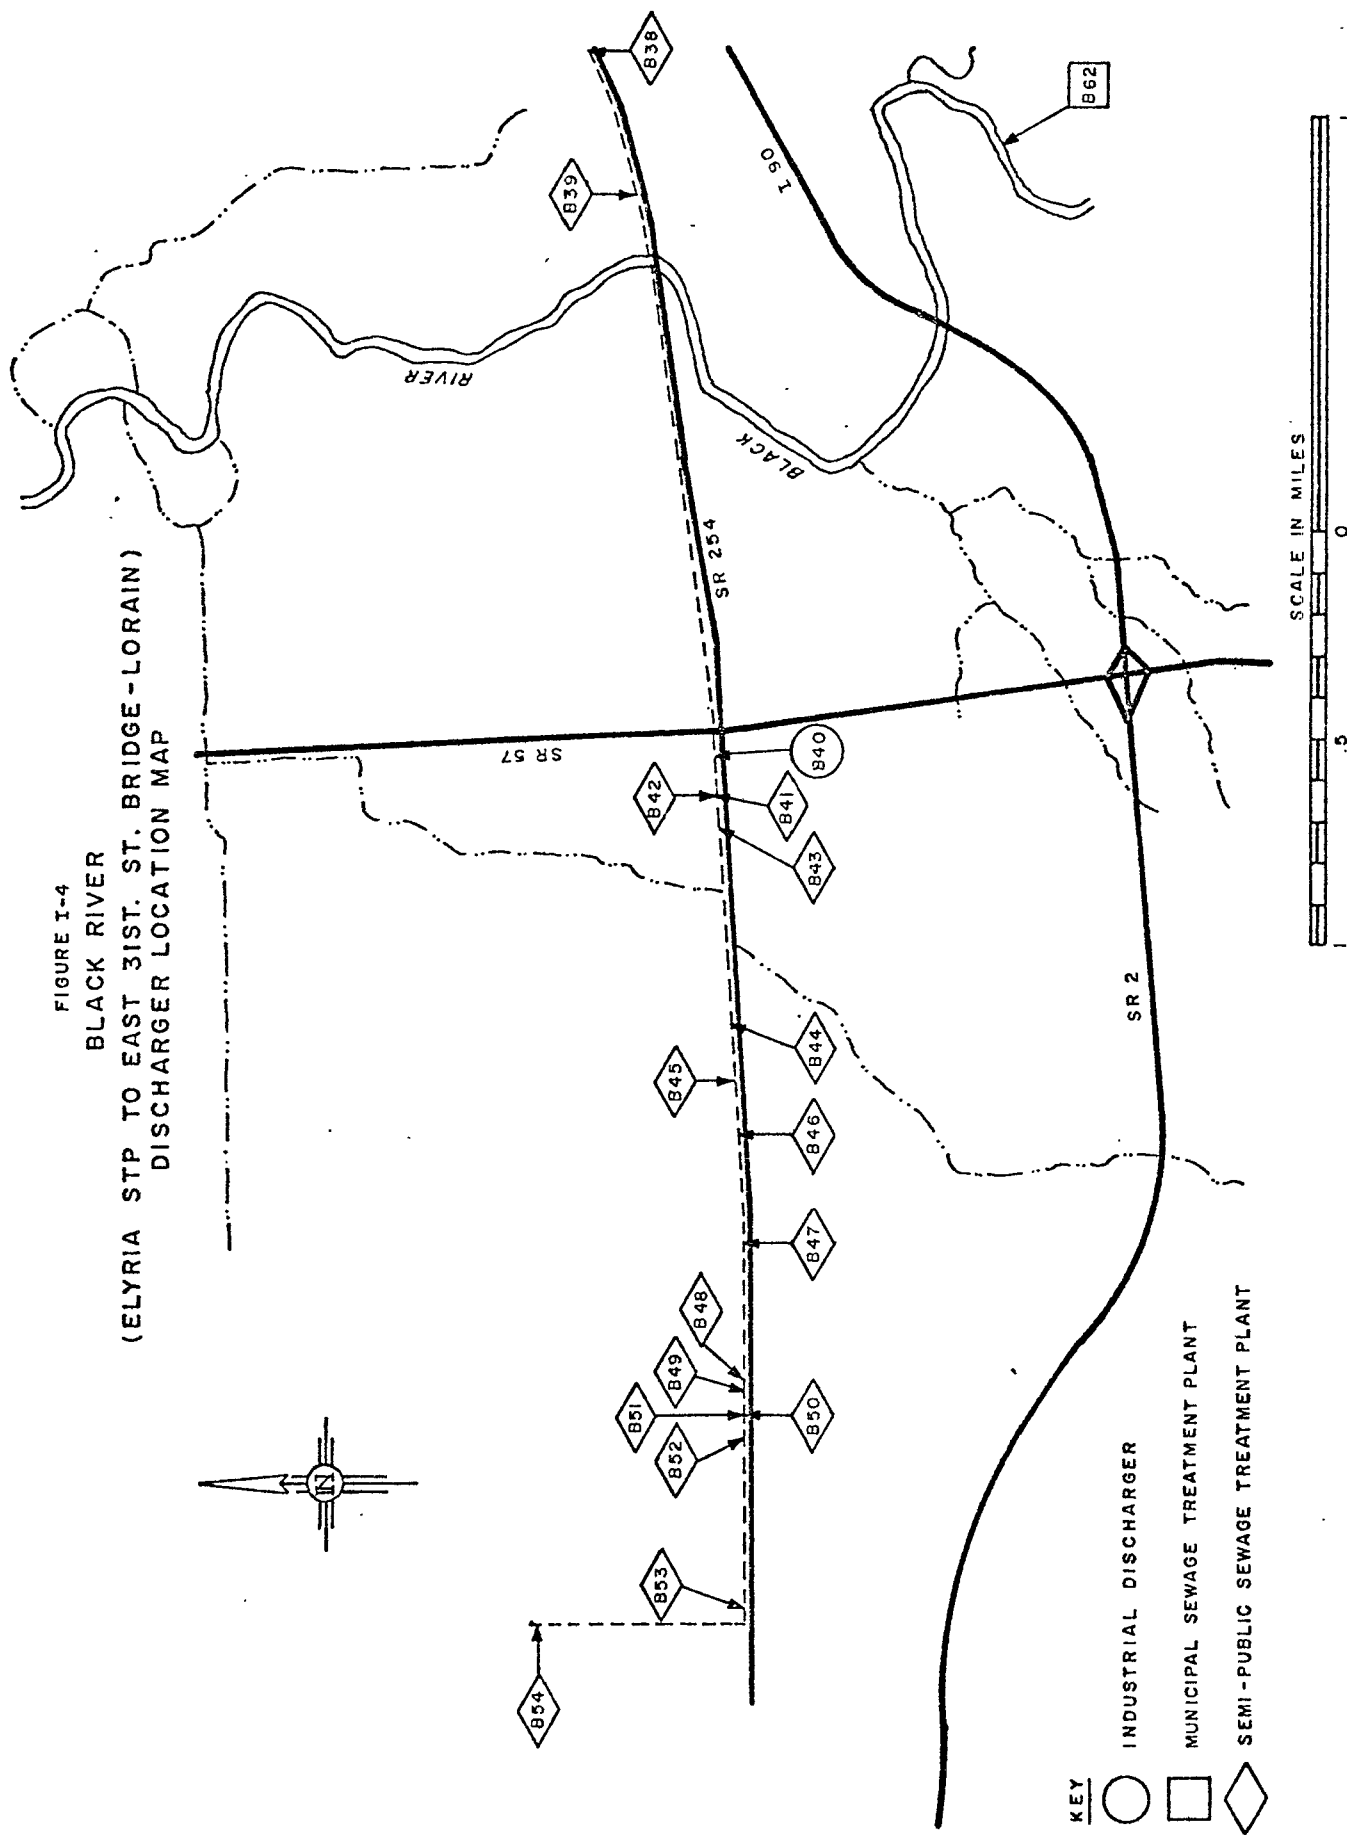 FIGURE I-4
BLACK RIVER
(ELYRIA STP TO EAST 31ST. ST. BRIDGE-LORAIN)
DISCHARGER LOCATION MAP
N
B54
B53
B52
B51
B49
B48
B50
B47
B46
B45
B44
B43
B42
B41
B40
SR 57
SR 254
RIVER
BLACK
B39
B38
I 90
B62
SR 2
KEY
INDUSTRIAL DISCHARGER
MUNICIPAL SEWAGE TREATMENT PLANT
SEMI-PUBLIC SEWAGE TREATMENT PLANT
SCALE IN MILES
1 .5 0 1